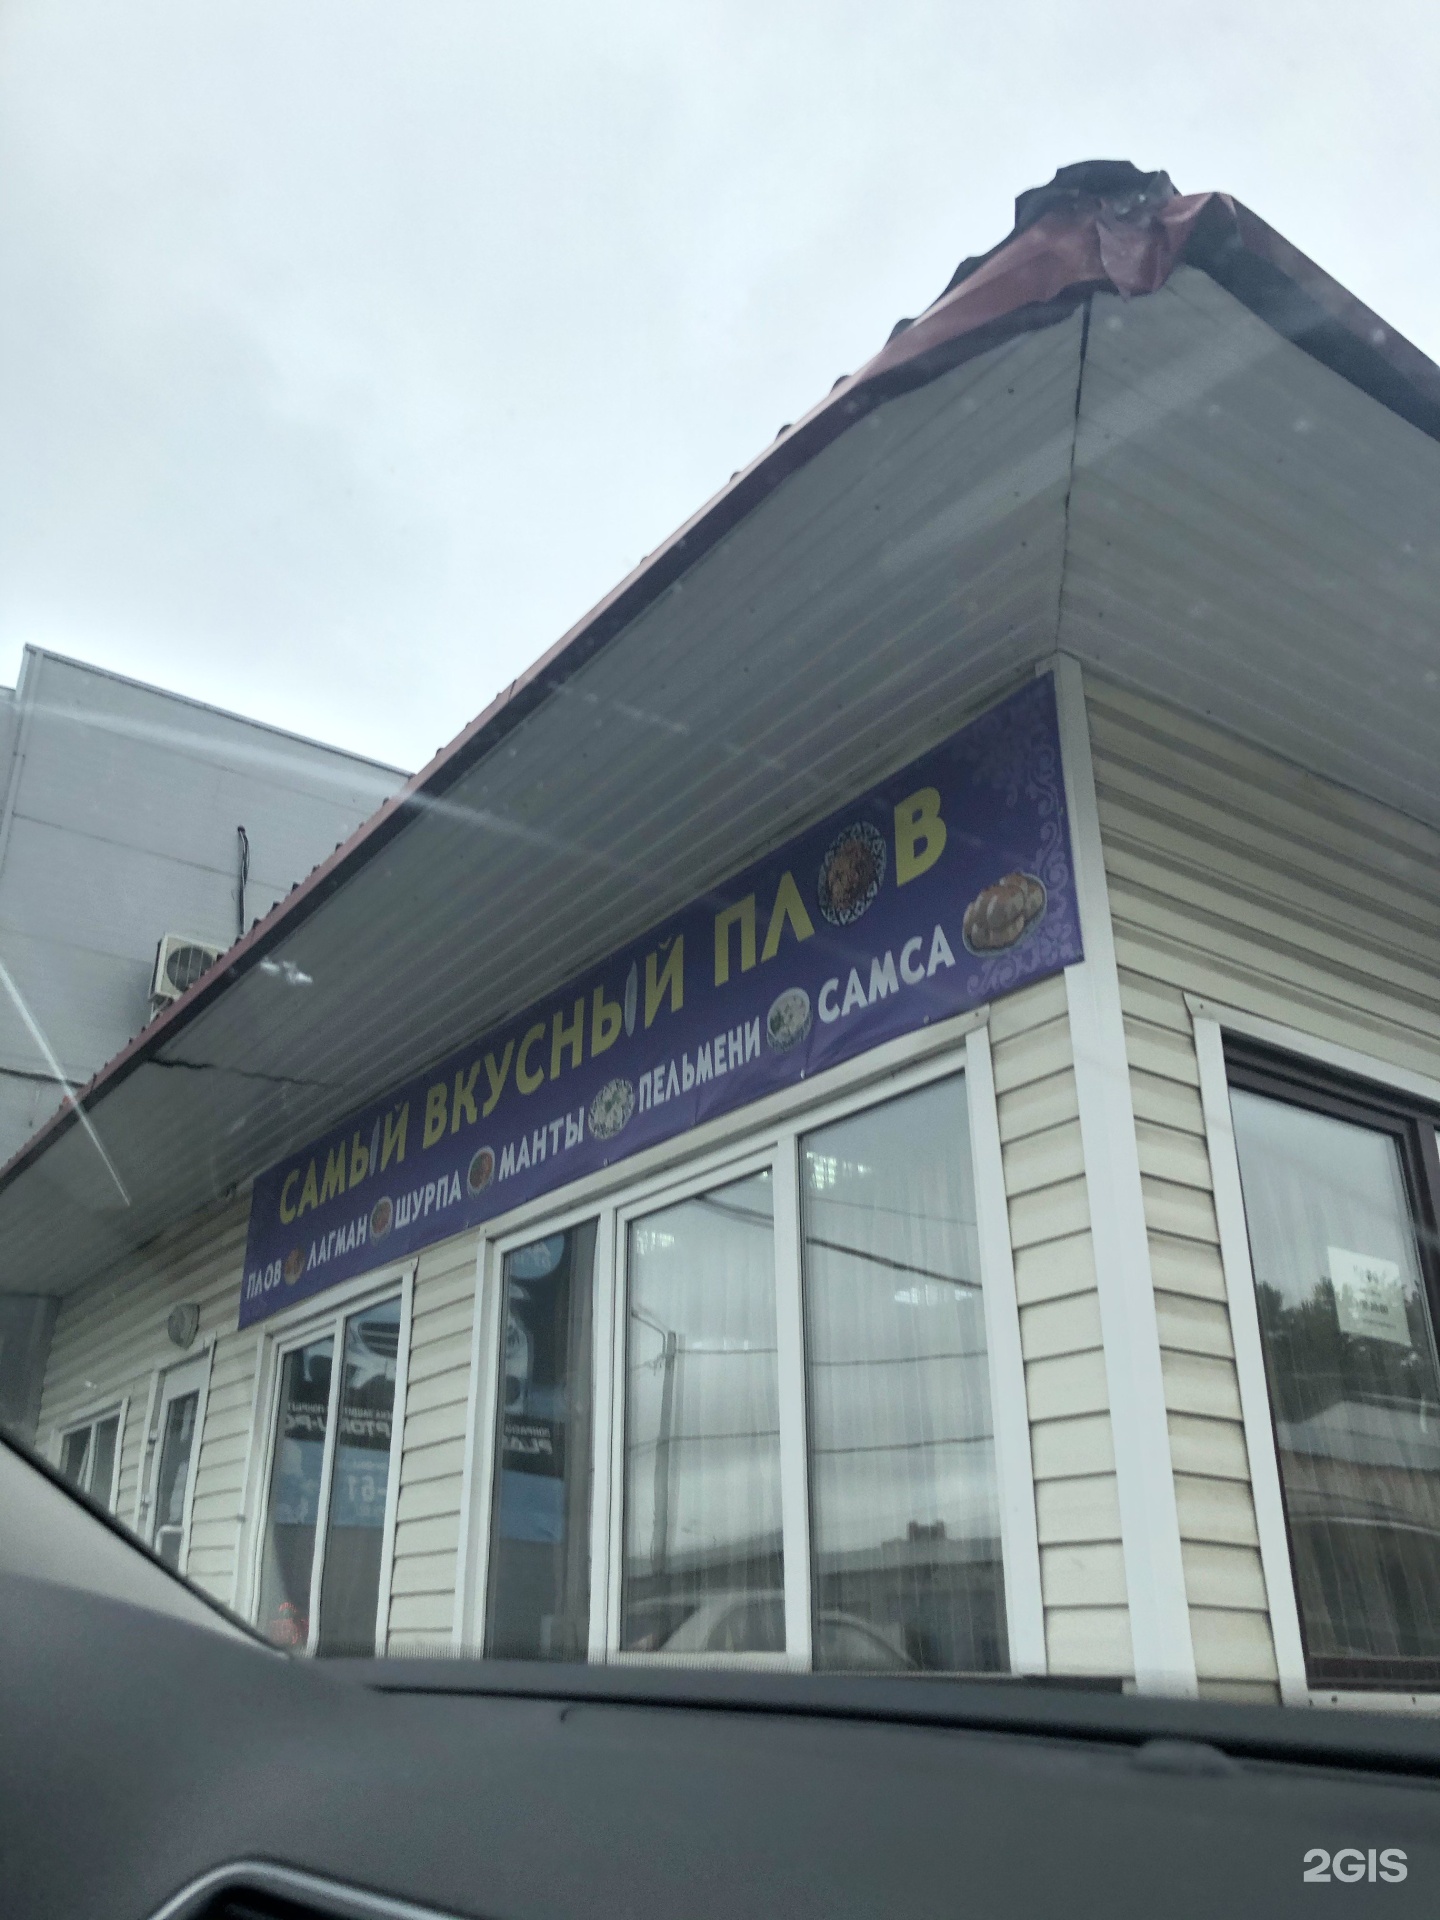 САМЫЙ ВКУСНЫЙ ПЛОВ
ПЛОВ ЛАГМАН ШУРПА МАНТЫ ПЕЛЬМЕНИ САМСА
2GIS